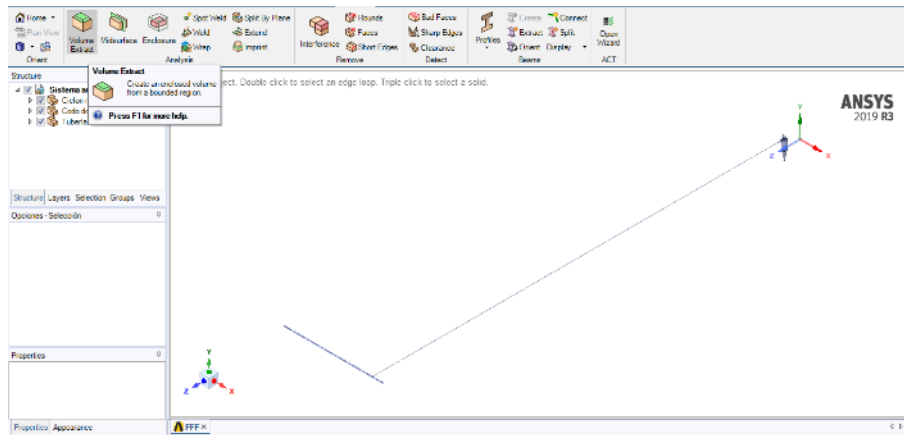 Home
Spot Weld
Split By Plane
Rounds
Bad Faces
Create
Connect
Run View
Volume Extract
Midsurface
Enclosure
Weld
Extend
Interference
Faces
Sharp Edges
Profiles
Extract
Split
Open Wizard
Wrap
Imprint
Short Edges
Clearance
Orient
Display
Orient
Analysis
Remove
Detect
Beams
ACT
Structure
Volume Extract
Create an enclosed volume
from a bounded region.
Press F1 for more help.
ject. Double click to select an edge loop. Triple click to select a solid.
Sistema
Ciclon
Codo
Tuberia
ANSYS
2019 R3
Y
Z
X
Structure Layers Selection Groups Views
Opciones - Selección
Properties
Y
Z
X
Properties Appearance
FFF